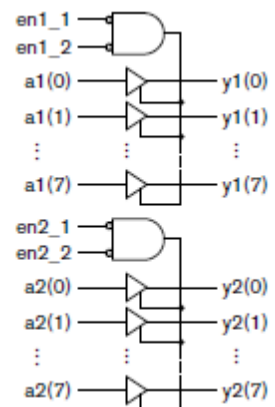 en1_1
en1_2
a1(0) y1(0)
a1(1) y1(1)
⋮ ⋮ ⋮
a1(7) y1(7)
en2_1
en2_2
a2(0) y2(0)
a2(1) y2(1)
⋮ ⋮ ⋮
a2(7) y2(7)